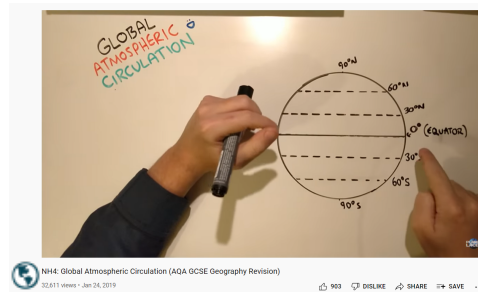 GLOBAL
ATMOSPHERIC
CIRCULATION
90°N
60°N
30°N
0° (EQUATOR)
30°
60°S
90°S
NH4: Global Atmospheric Circulation (AQA GCSE Geography Revision)
32,611 views • Jan 24, 2019
903 DISLIKE SHARE SAVE